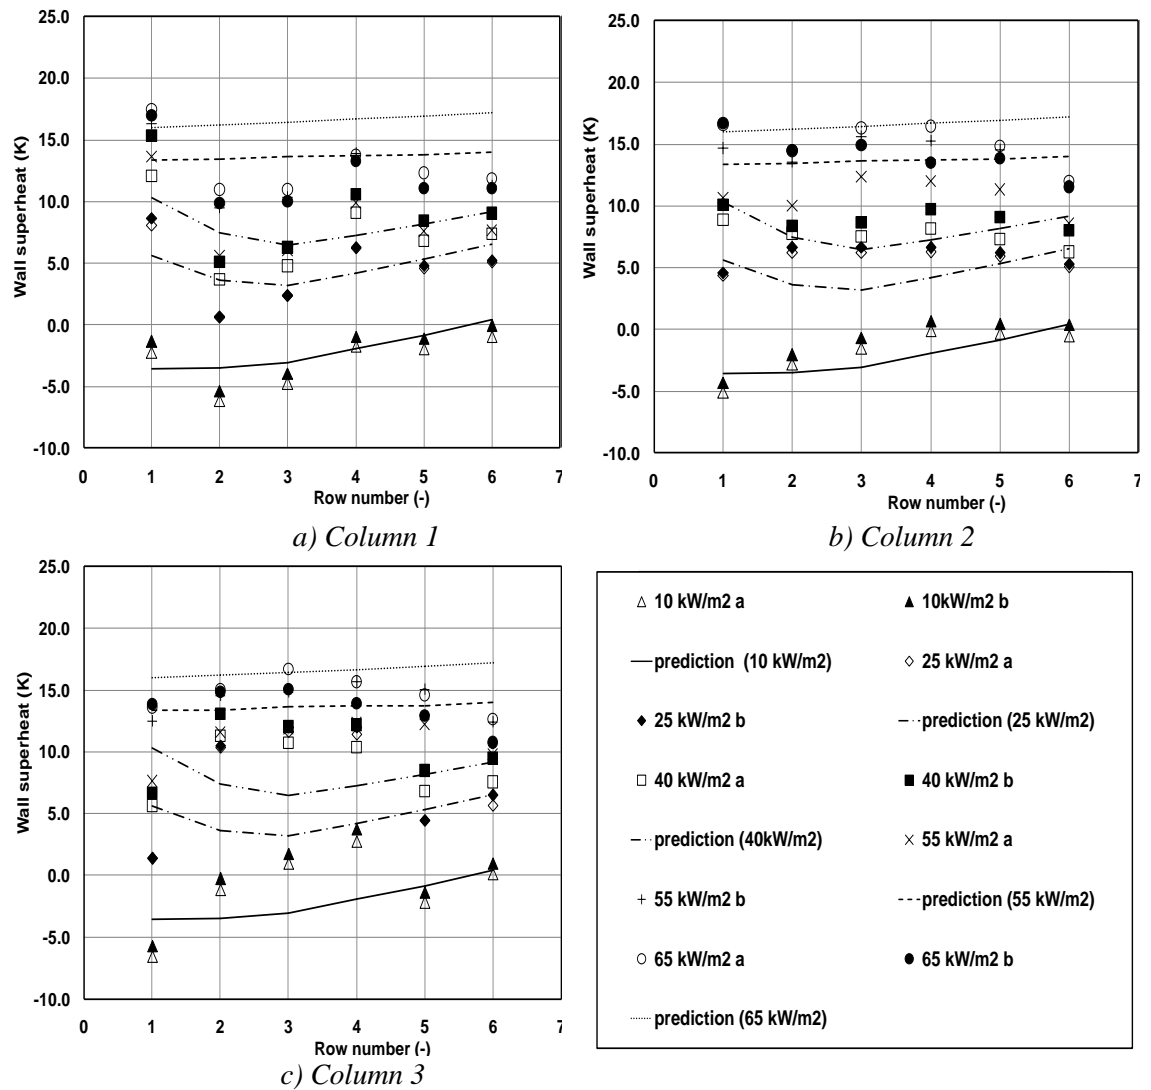 25.0
20.0
15.0
10.0
5.0
0.0
-5.0
-10.0
Wall superheat (K)
0 1 2 3 4 5 6 7
Row number (-)
a) Column 1
25.0
20.0
15.0
10.0
5.0
0.0
-5.0
-10.0
Wall superheat (K)
0 1 2 3 4 5 6 7
Row number (-)
b) Column 2
25.0
20.0
15.0
10.0
5.0
0.0
-5.0
-10.0
Wall superheat (K)
0 1 2 3 4 5 6 7
Row number (-)
c) Column 3
10 kW/m2 a
10kW/m2 b
prediction (10 kW/m2)
25 kW/m2 a
25 kW/m2 b
prediction (25 kW/m2)
40 kW/m2 a
40 kW/m2 b
prediction (40kW/m2)
55 kW/m2 a
55 kW/m2 b
prediction (55 kW/m2)
65 kW/m2 a
65 kW/m2 b
prediction (65 kW/m2)